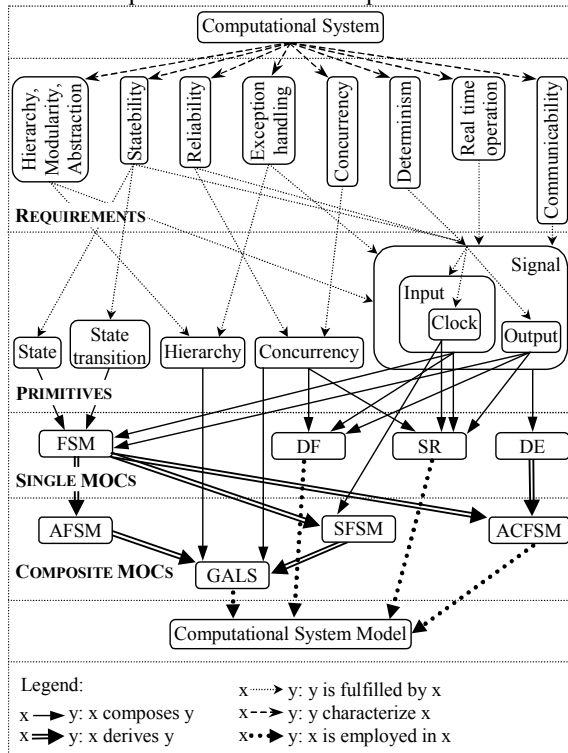 Computational System
Hierarchy,
Modularity,
Abstraction
Statebility
Reliability
Exception
handling
Concurrency
Determinism
Real time
operation
Communicability
REQUIREMENTS
Signal
Input
Clock
Output
State
State
transition
Hierarchy
Concurrency
PRIMITIVES
FSM
DF
SR
DE
SINGLE MOCS
AFSM
SFSM
ACFSM
GALS
COMPOSITE MOCS
Computational System Model
Legend:
x y: x composes y
x y: x derives y
x y: y is fulfilled by x
x y: y characterize x
x y: x is employed in x